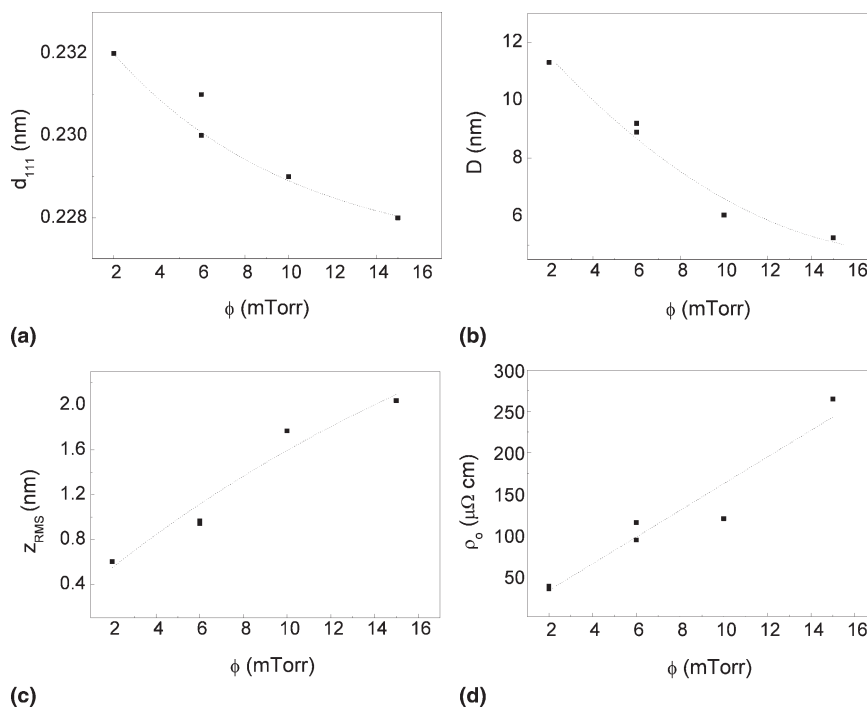 0.232
0.230
0.228
d111 (nm)
2 4 6 8 10 12 14 16
ϕ (mTorr)
(a)
12
10
8
6
D (nm)
2 4 6 8 10 12 14 16
ϕ (mTorr)
(b)
2.0
1.6
1.2
0.8
0.4
zRMS (nm)
2 4 6 8 10 12 14 16
ϕ (mTorr)
(c)
300
250
200
150
100
50
ρo (μΩ cm)
2 4 6 8 10 12 14 16
ϕ (mTorr)
(d)